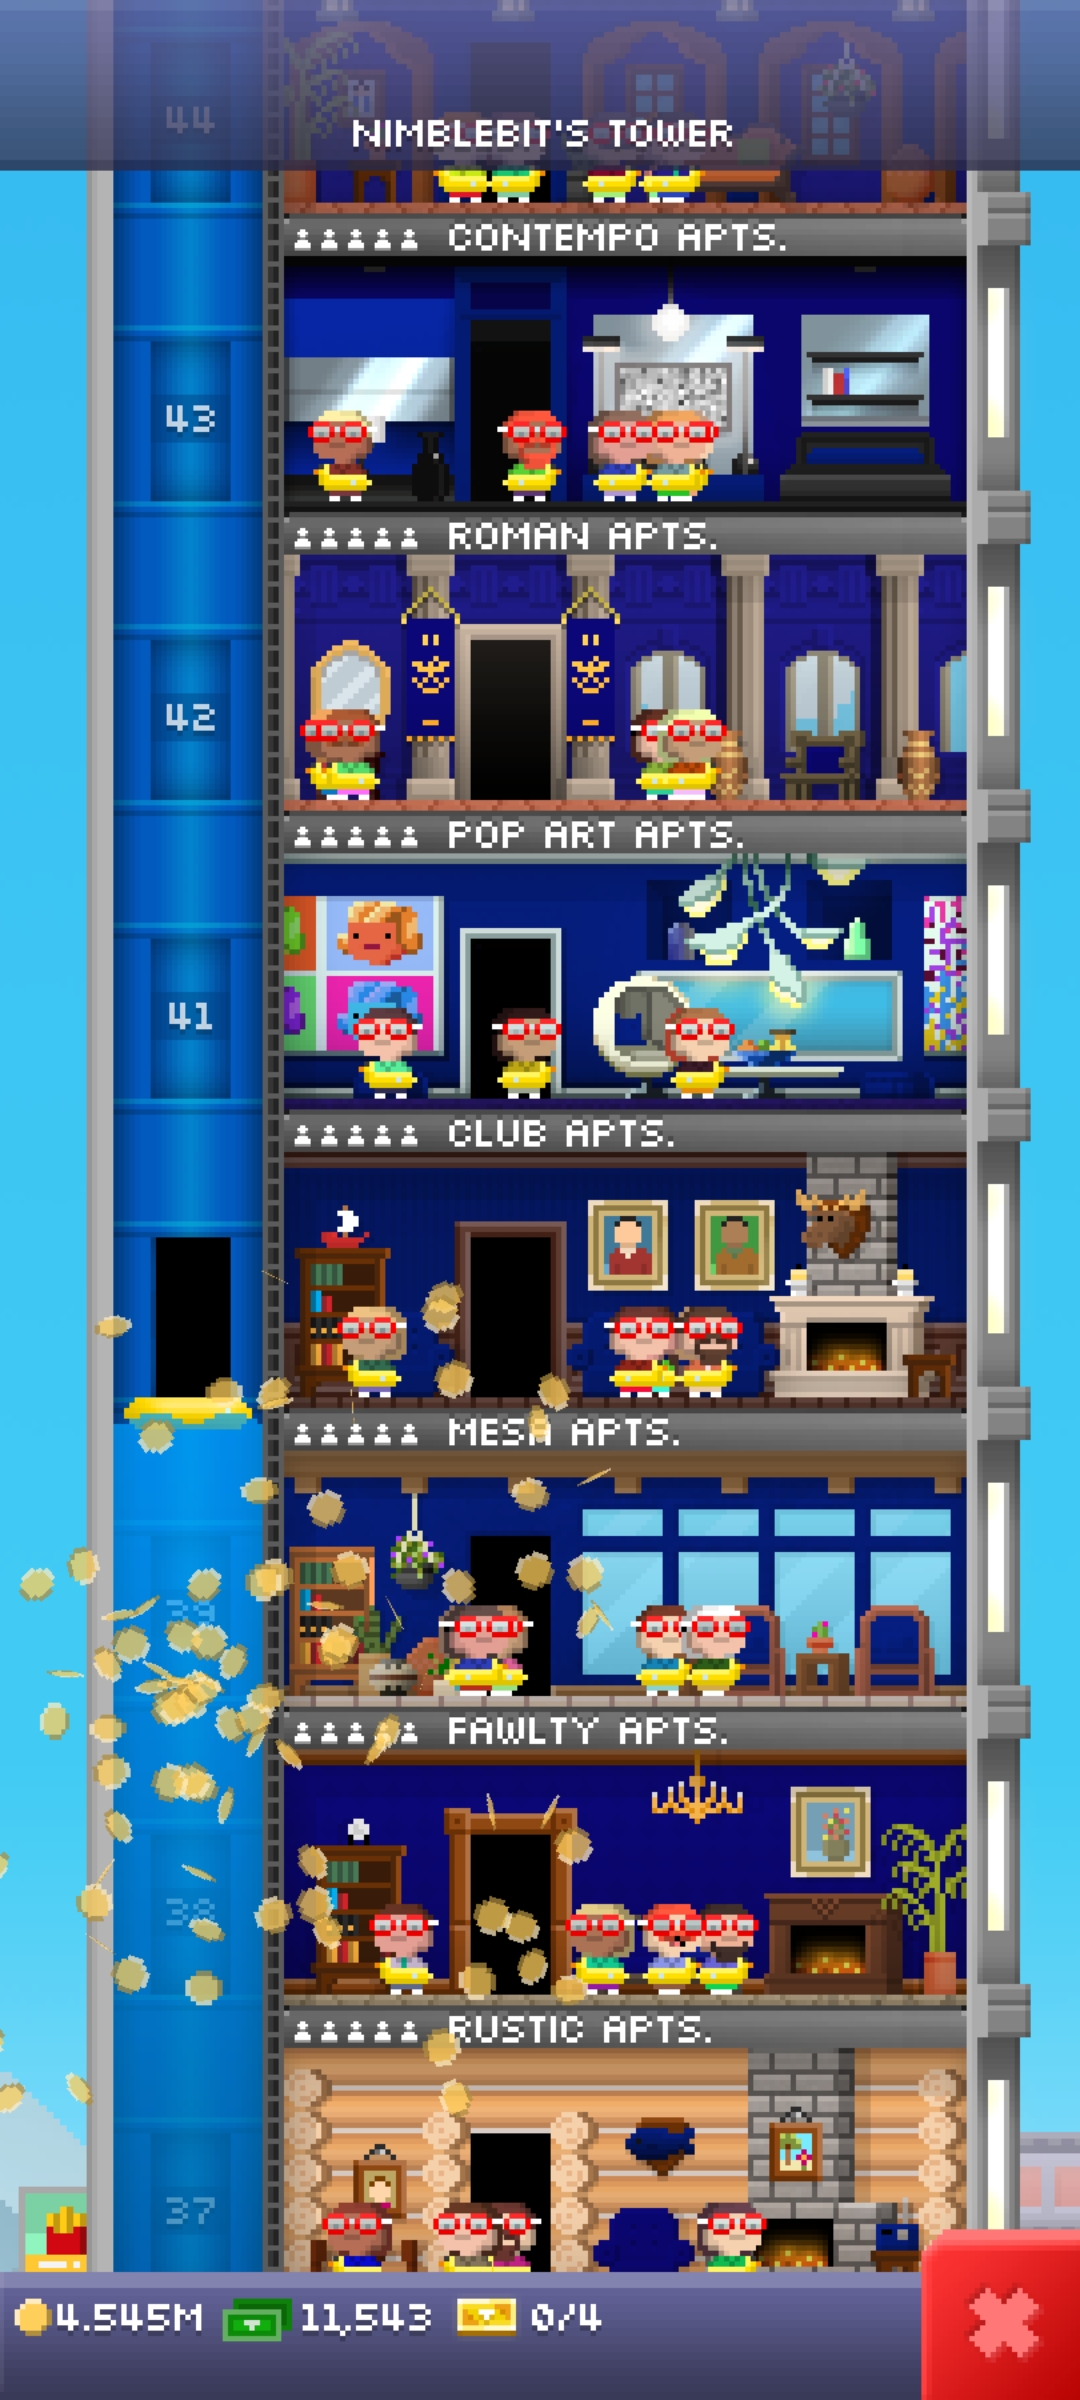 44
NIMBLEBIT'S TOWER
CONTEMPO APTS.
43
ROMAN APTS.
42
POP ART APTS.
41
CLUB APTS.
MESA APTS.
39
FAWLTY APTS.
38
RUSTIC APTS.
37
4.545M 11,543 0/4